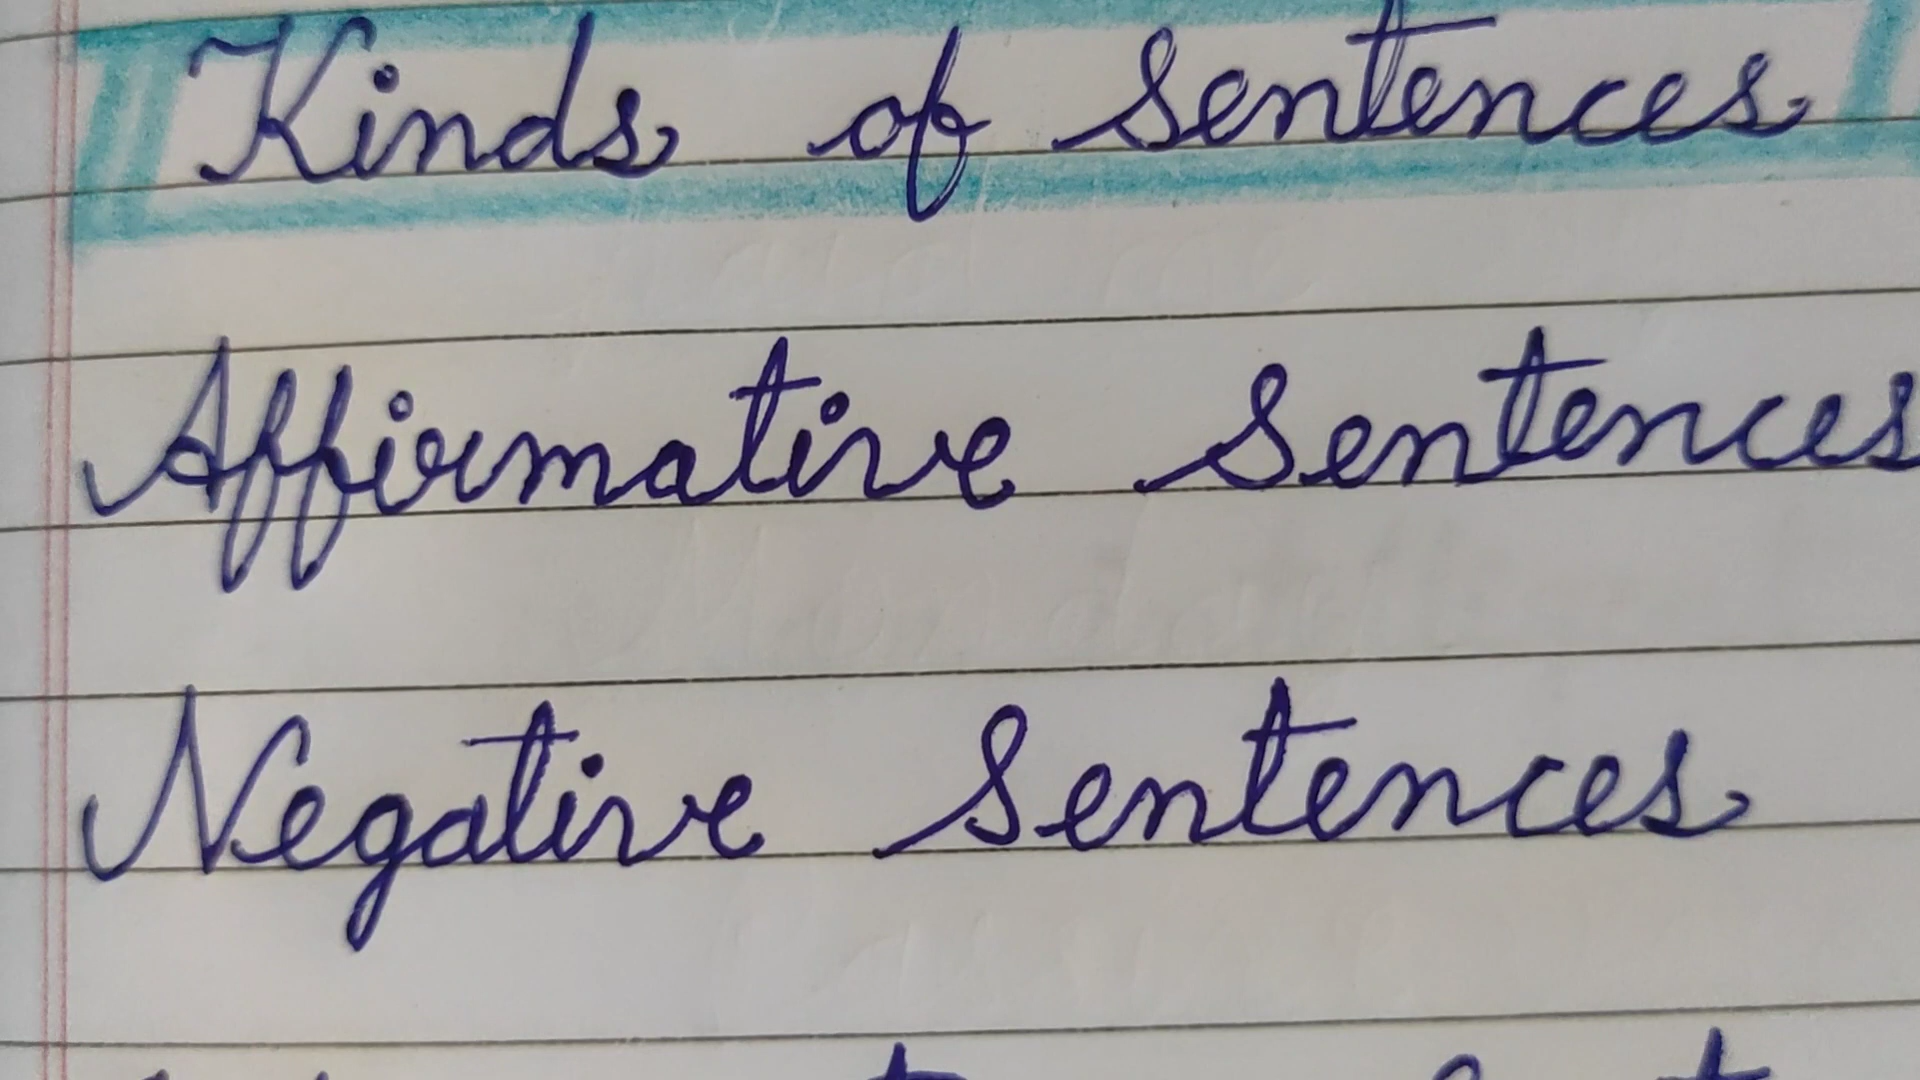 Kinds of Sentences
Affirmative Sentences
Negative Sentences